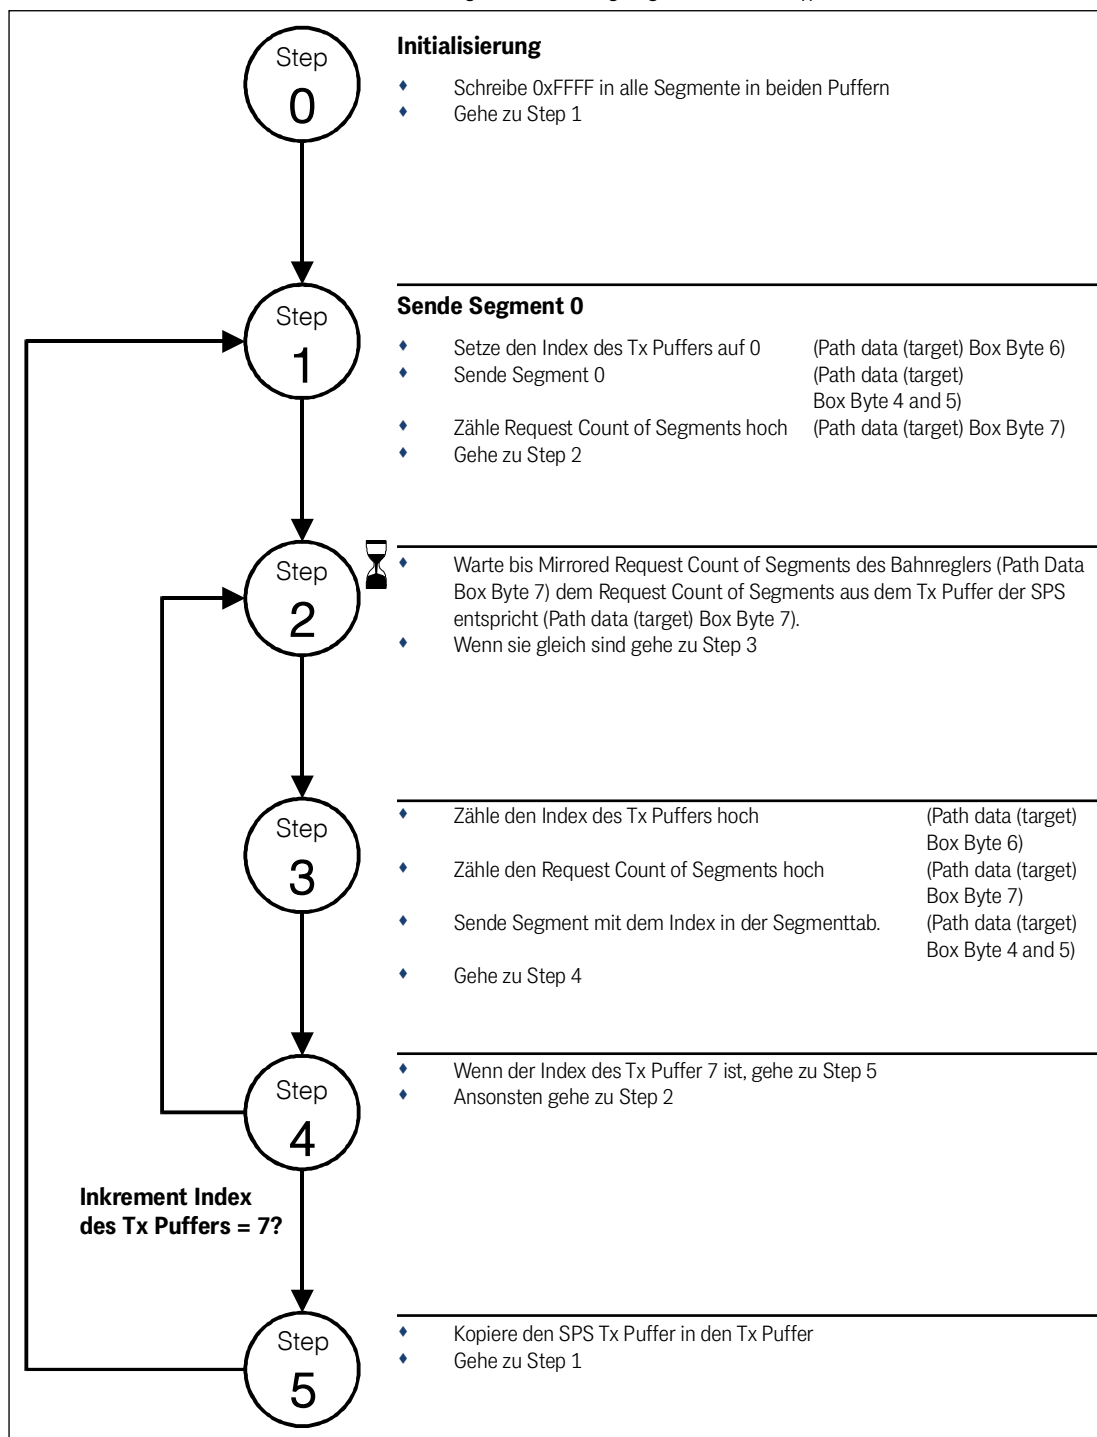 Step
0
Initialisierung
Schreibe 0xFFFF in alle Segmente in beiden Puffern
Gehe zu Step 1
Step
1
Sende Segment 0
Setze den Index des Tx Puffers auf 0 (Path data (target) Box Byte 6)
Sende Segment 0 (Path data (target)
Box Byte 4 and 5)
Zähle Request Count of Segments hoch (Path data (target) Box Byte 7)
Gehe zu Step 2
Step
2
Warte bis Mirrored Request Count of Segments des Bahnreglers (Path Data
Box Byte 7) dem Request Count of Segments aus dem Tx Puffer der SPS
entspricht (Path data (target) Box Byte 7).
Wenn sie gleich sind gehe zu Step 3
Step
3
Zähle den Index des Tx Puffers hoch (Path data (target)
Box Byte 6)
Zähle den Request Count of Segments hoch (Path data (target)
Box Byte 7)
Sende Segment mit dem Index in der Segmenttab. (Path data (target)
Box Byte 4 and 5)
Gehe zu Step 4
Step
4
Wenn der Index des Tx Puffer 7 ist, gehe zu Step 5
Ansonsten gehe zu Step 2
Inkrement Index
des Tx Puffers = 7?
Step
5
Kopiere den SPS Tx Puffer in den Tx Puffer
Gehe zu Step 1